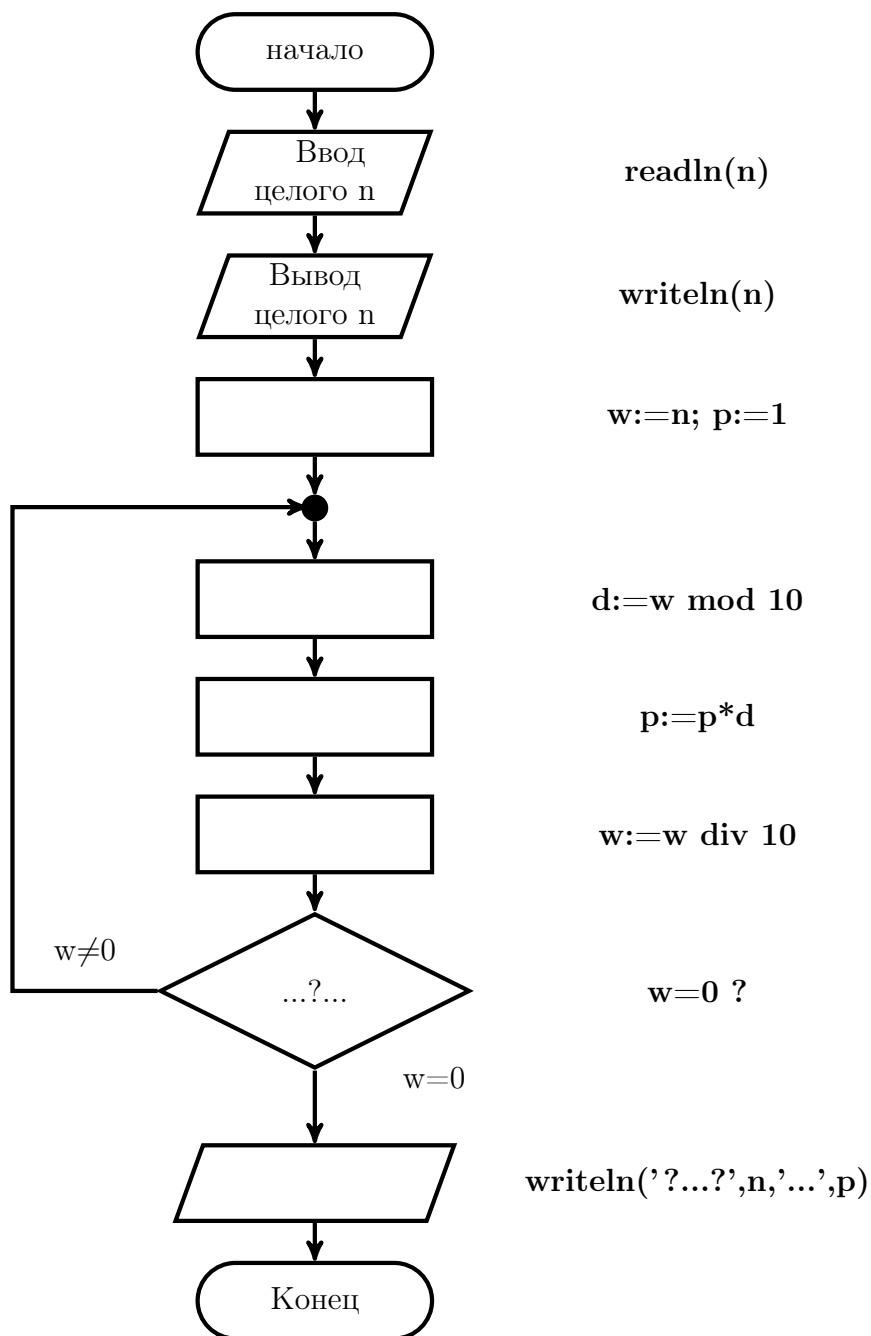 начало
Ввод
целого n
readln(n)
Вывод
целого n
writeln(n)
w:=n; p:=1
d:=w mod 10
p:=p*d
w:=w div 10
w≠0
...?...
w=0 ?
w=0
writeln('?...?',n,'...',p)
Конец